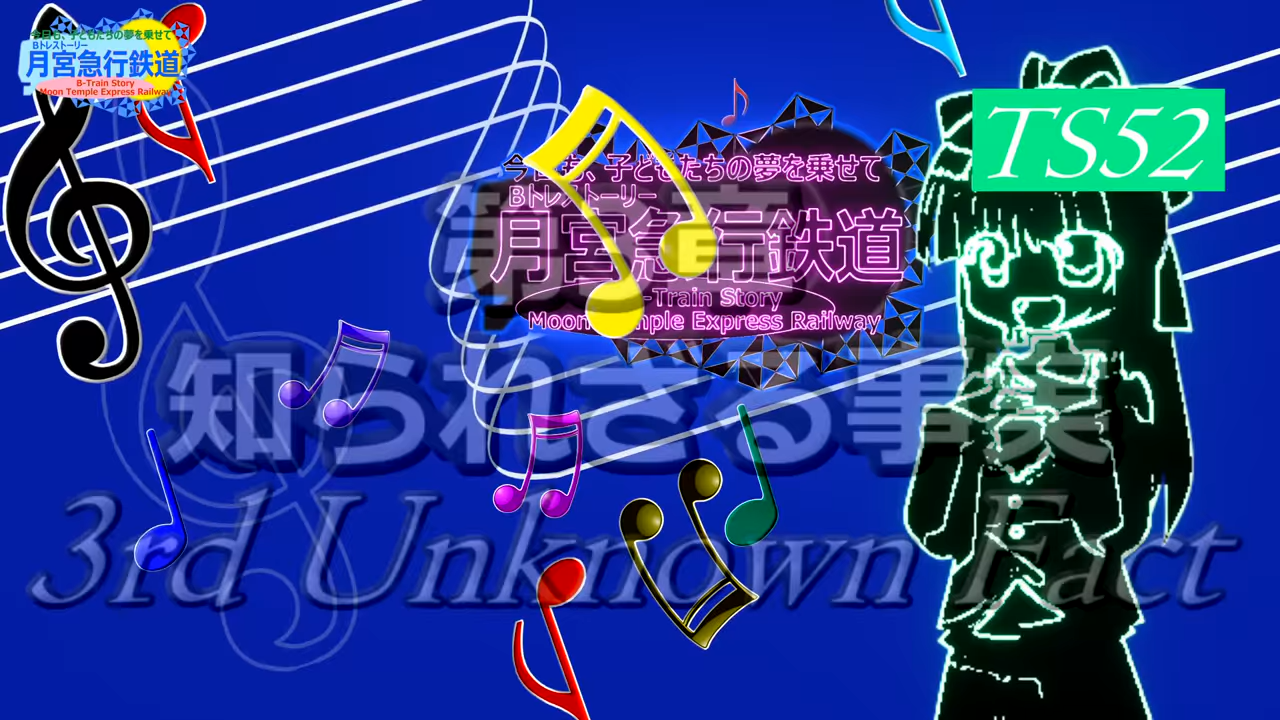 今日も、子どもたちの夢を乗せて
Bトレストーリー
月宮急行鉄道
B-Train Story
Moon Temple Express Railway
TS52
今日も、子どもたちの夢を乗せて
Bトレストーリー
月宮急行鉄道
B-Train Story
Moon Temple Express Railway
知られざる事実
3rd Unknown Fact